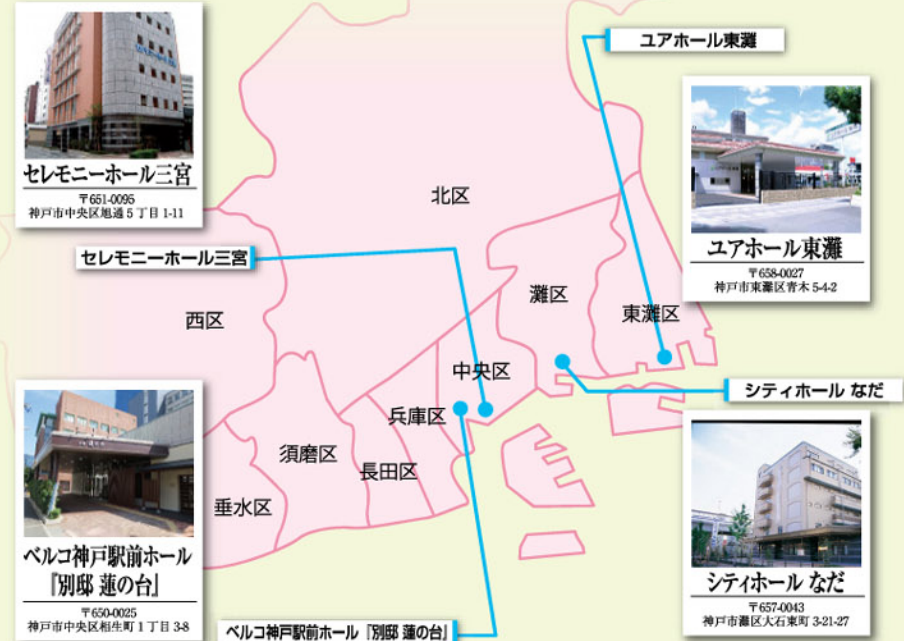 セレモニーホール三宮
〒651-0095
神戸市中央区旭通5丁目1-11
ユアホール東灘
ユアホール東灘
〒658-0027
神戸市東灘区青木5-4-2
セレモニーホール三宮
北区
西区
灘区
東灘区
中央区
兵庫区
長田区
須磨区
垂水区
シティホール なだ
ベルコ神戸駅前ホール
『別邸 蓮の台』
〒650-0025
神戸市中央区相生町1丁目3-8
シティホール なだ
〒657-0043
神戸市灘区大石東町3-21-27
ベルコ神戸駅前ホール『別邸 蓮の台』